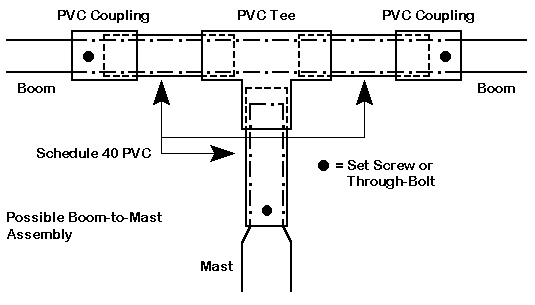 PVC Coupling PVC Tee PVC Coupling
Boom Boom
Schedule 40 PVC
= Set Screw or
Through-Bolt
Possible Boom-to-Mast
Assembly
Mast